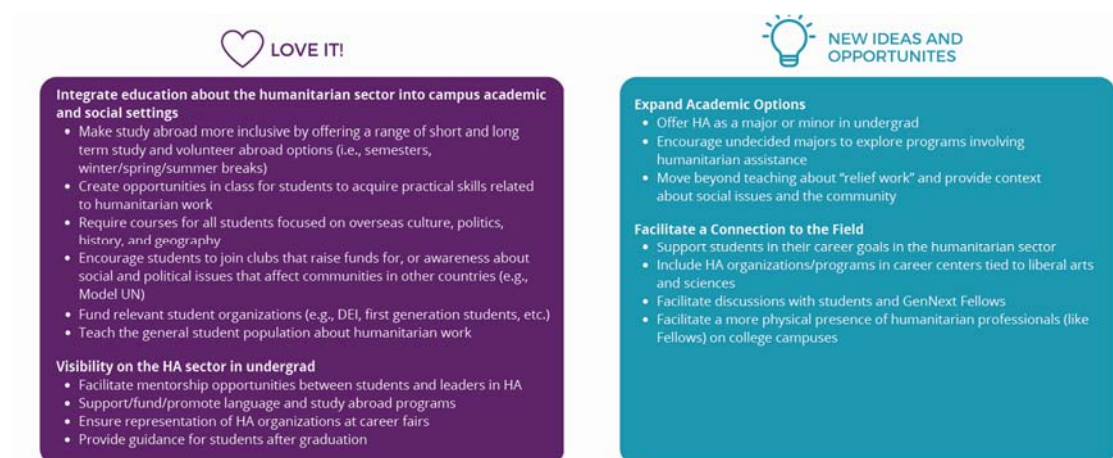 LOVE IT!
Integrate education about the humanitarian sector into campus academic
and social settings
• Make study abroad more inclusive by offering a range of short and long
term study and volunteer abroad options (i.e., semesters,
winter/spring/summer breaks)
• Create opportunities in class for students to acquire practical skills related
to humanitarian work
• Require courses for all students focused on overseas culture, politics,
history, and geography
• Encourage students to join clubs that raise funds for, or awareness about
social and political issues that affect communities in other countries (e.g.,
Model UN)
• Fund relevant student organizations (e.g., DEI, first generation students, etc.)
• Teach the general student population about humanitarian work
Visibility on the HA sector in undergrad
• Facilitate mentorship opportunities between students and leaders in HA
• Support/fund/promote language and study abroad programs
• Ensure representation of HA organizations at career fairs
• Provide guidance for students after graduation
NEW IDEAS AND
OPPORTUNITES
Expand Academic Options
• Offer HA as a major or minor in undergrad
• Encourage undecided majors to explore programs involving
humanitarian assistance
• Move beyond teaching about “relief work” and provide context
about social issues and the community
Facilitate a Connection to the Field
• Support students in their career goals in the humanitarian sector
• Include HA organizations/programs in career centers tied to liberal arts
and sciences
• Facilitate discussions with students and GenNext Fellows
• Facilitate a more physical presence of humanitarian professionals (like
Fellows) on college campuses